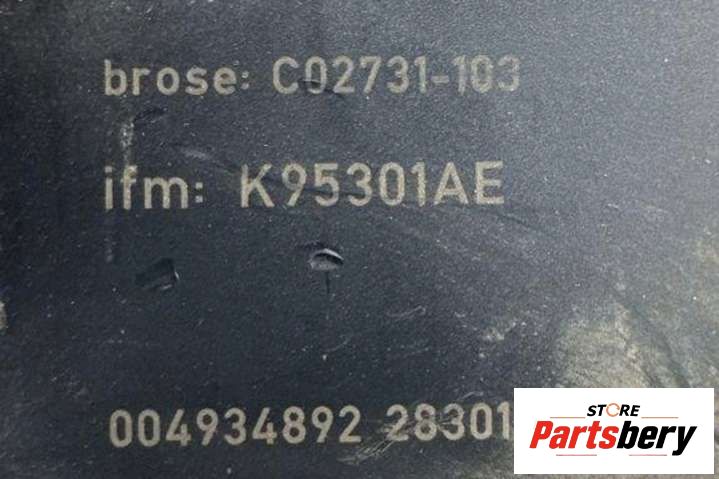 brose: C02731-103
ifm: K95301AE
004934892 28301
STORE
Partsbery